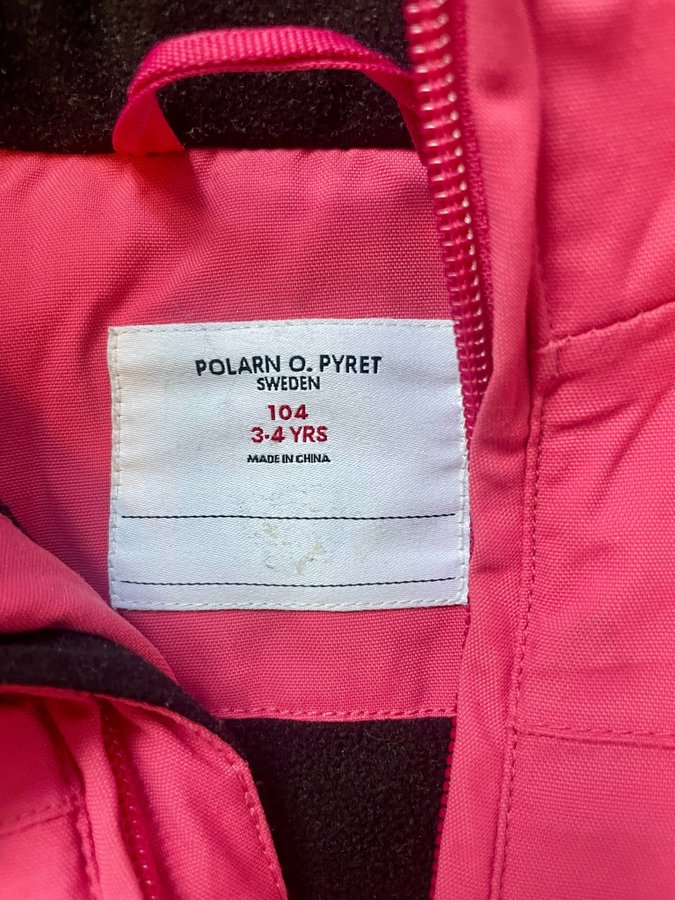 POLARN O. PYRET
SWEDEN
104
3-4 YRS
MADE IN CHINA